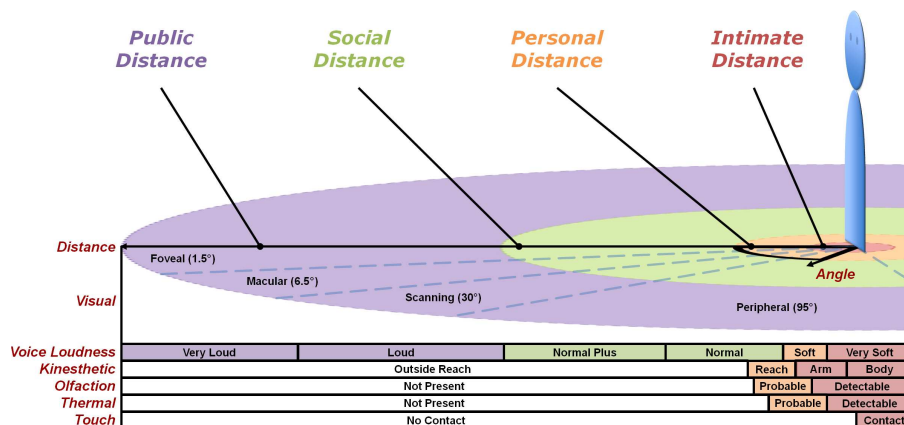 Public
Distance
Social
Distance
Personal
Distance
Intimate
Distance
Distance
Foveal (1.5°)
Macular (6.5°)
Scanning (30°)
Peripheral (95°)
Angle
Visual
Voice Loudness Very Loud Loud Normal Plus Normal Soft Very Soft
Kinesthetic Outside Reach Reach Arm Body
Olfaction Not Present Probable Detectable
Thermal Not Present Probable Detectable
Touch No Contact Contact